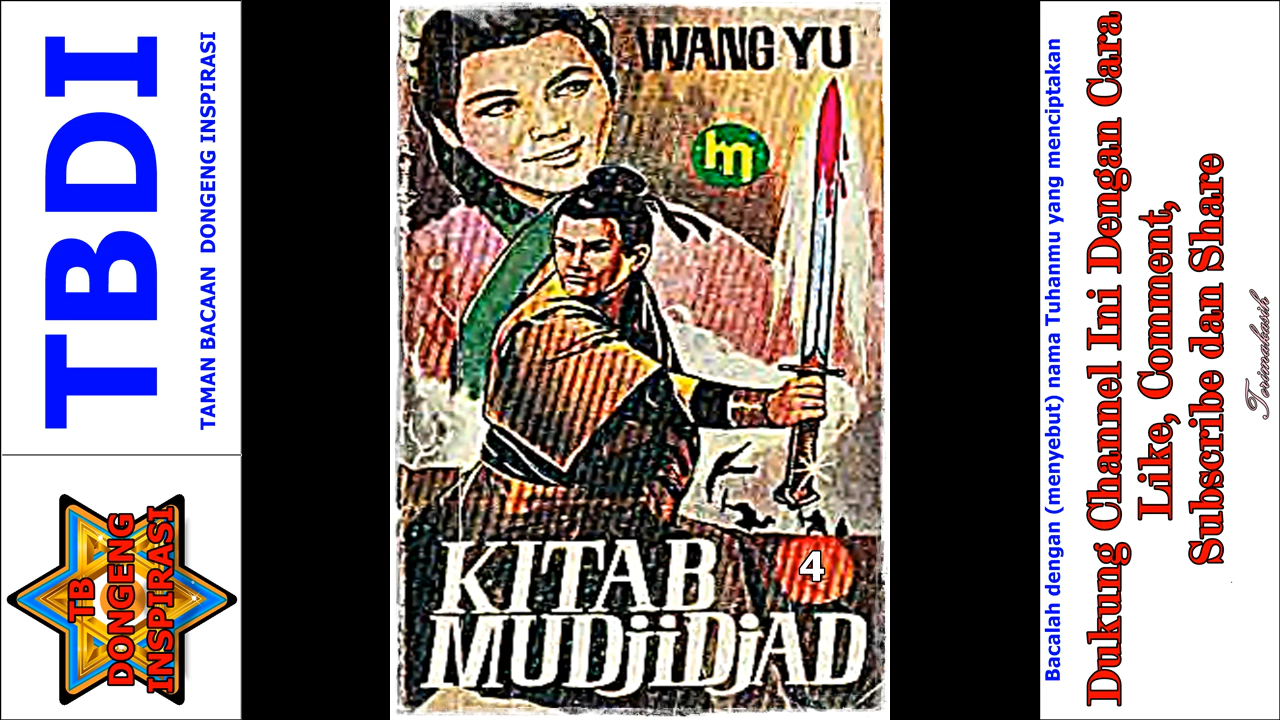 TBDI
TAMAN BACAAN DONGENG INSPIRASI
TB
DONGENG
INSPIRASI
WANG YU
hm
4
KITAB
MUDjiDjAD
Bacalah dengan (menyebut) nama Tuhanmu yang menciptakan
Dukung Channel Ini Dengan Cara
Like, Comment,
Subscribe dan Share
Terimakasih